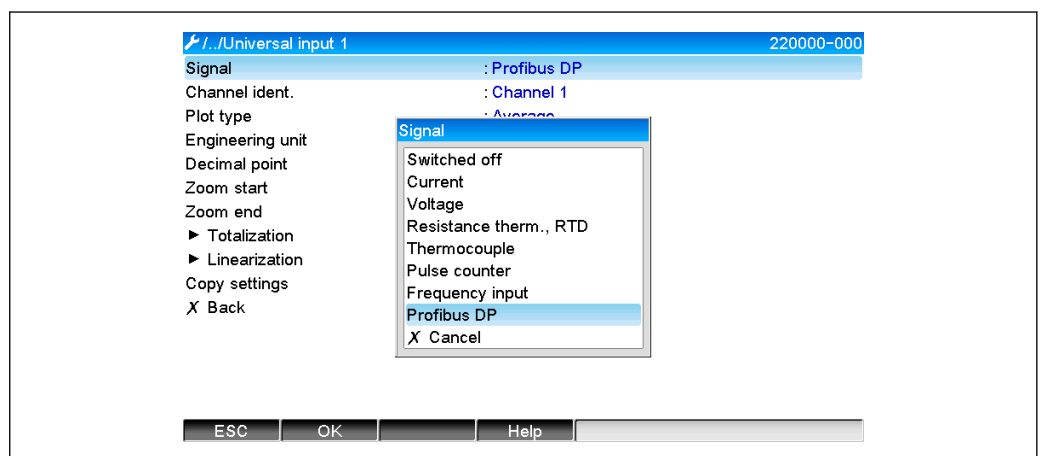 /../Universal input 1 220000-000
Signal : Profibus DP
Channel ident. : Channel 1
Plot type : Average
Engineering unit
Decimal point
Zoom start
Zoom end
► Totalization
► Linearization
Copy settings
X Back
Signal
Switched off
Current
Voltage
Resistance therm., RTD
Thermocouple
Pulse counter
Frequency input
Profibus DP
X Cancel
ESC OK Help